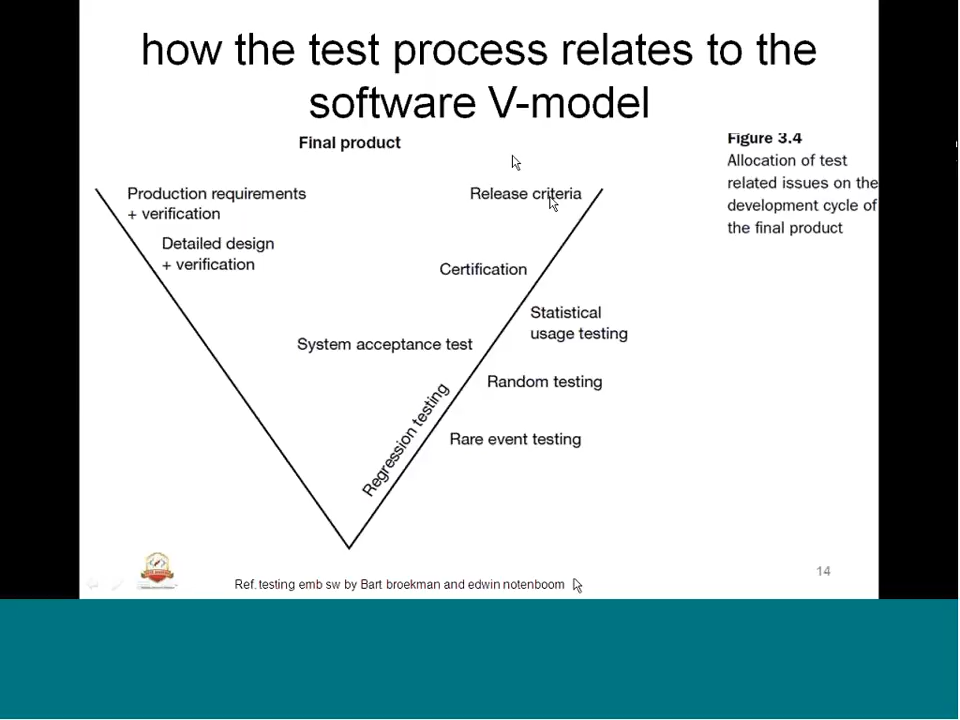 how the test process relates to the
software V-model
Final product
Figure 3.4
Allocation of test
related issues on the
development cycle of
the final product
Production requirements
+ verification
Release criteria
Detailed design
+ verification
Certification
Statistical
usage testing
System acceptance test
Random testing
Regression testing
Rare event testing
14
Ref. testing emb sw by Bart broekman and edwin notenboom